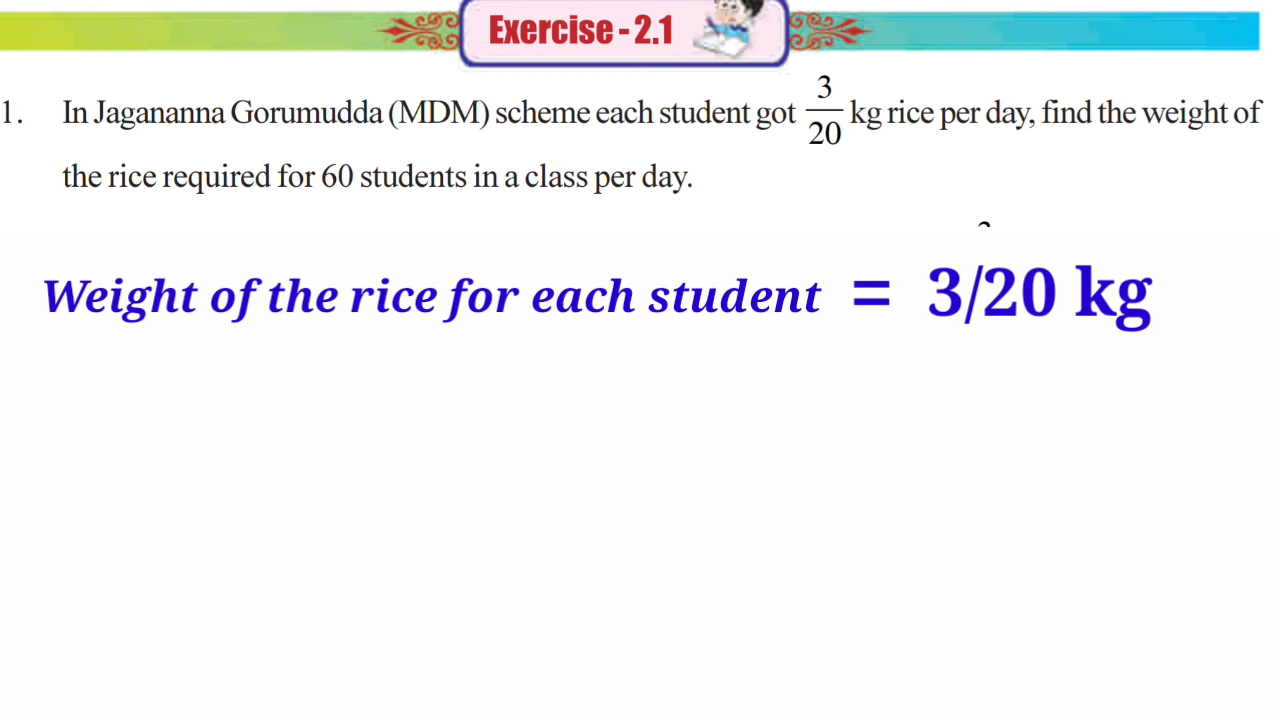 Exercise - 2.1
1. In Jagananna Gorumudda (MDM) scheme each student got 3/20 kg rice per day, find the weight of
the rice required for 60 students in a class per day.
Weight of the rice for each student = 3/20 kg